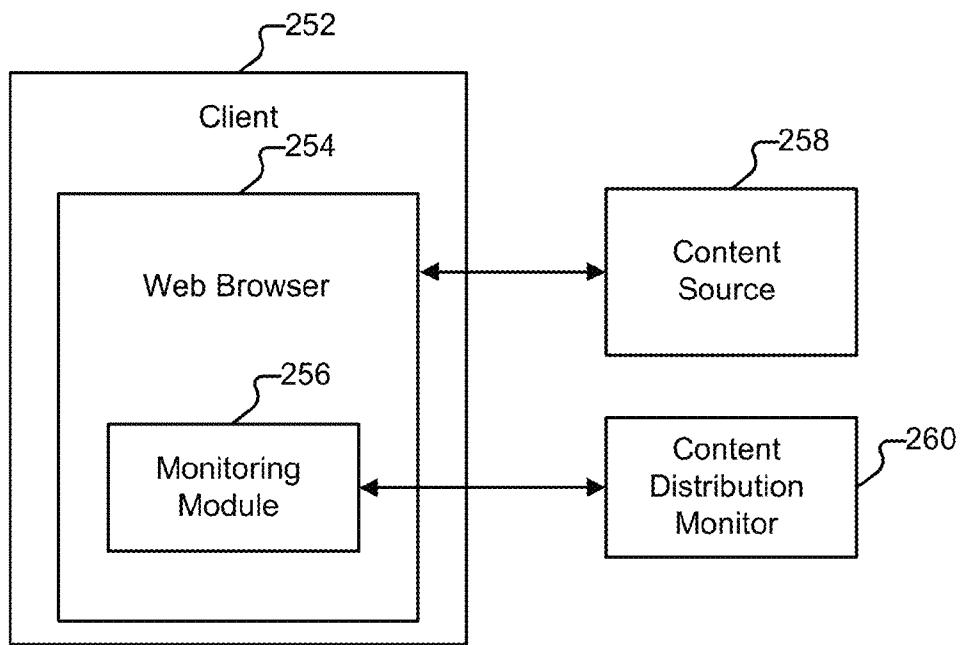 252
Client
254
258
Content
Source
Web Browser
256
260
Monitoring
Module
Content
Distribution
Monitor